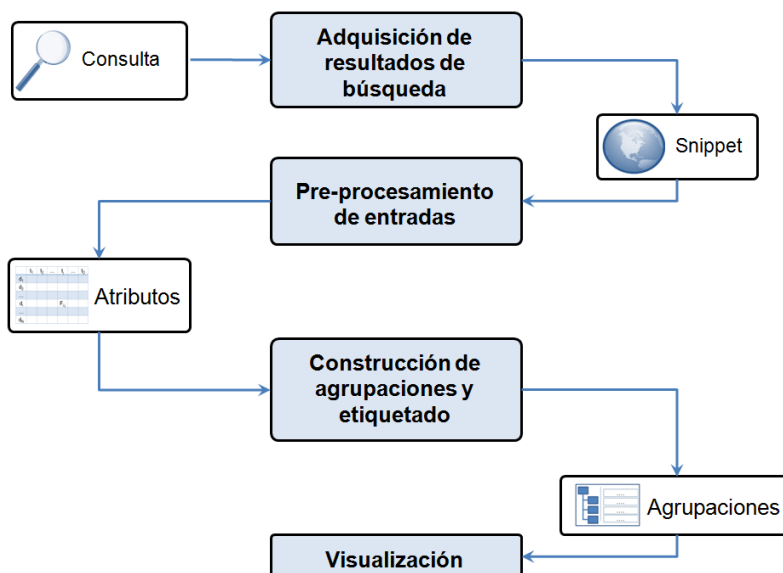 Consulta
Adquisición de
resultados de
búsqueda
Snippet
Pre-procesamiento
de entradas
Atributos
Construcción de
agrupaciones y
etiquetado
Agrupaciones
Visualización